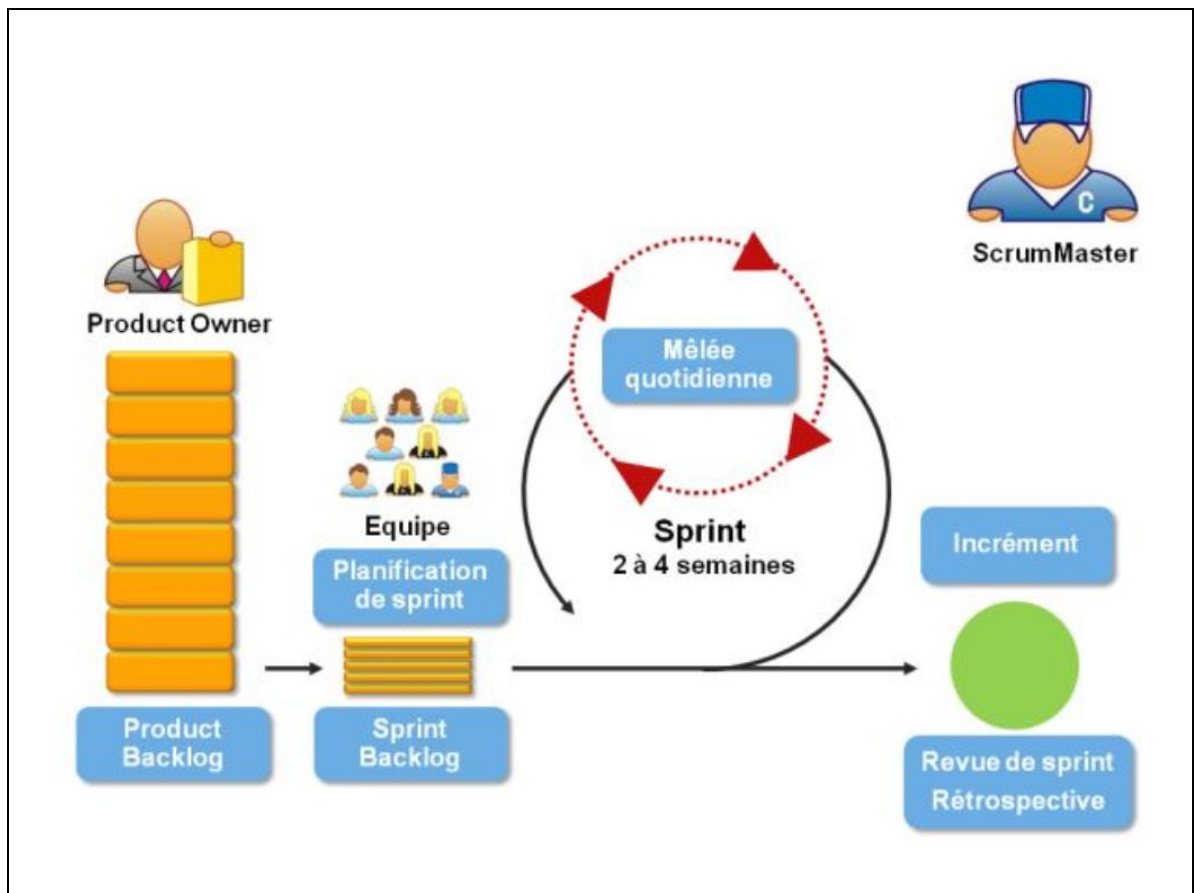 C
ScrumMaster
Product Owner
Mêlée
quotidienne
Equipe
Planification
de sprint
Sprint
2 à 4 semaines
Incrément
Product
Backlog
Sprint
Backlog
Revue de sprint
Rétrospective